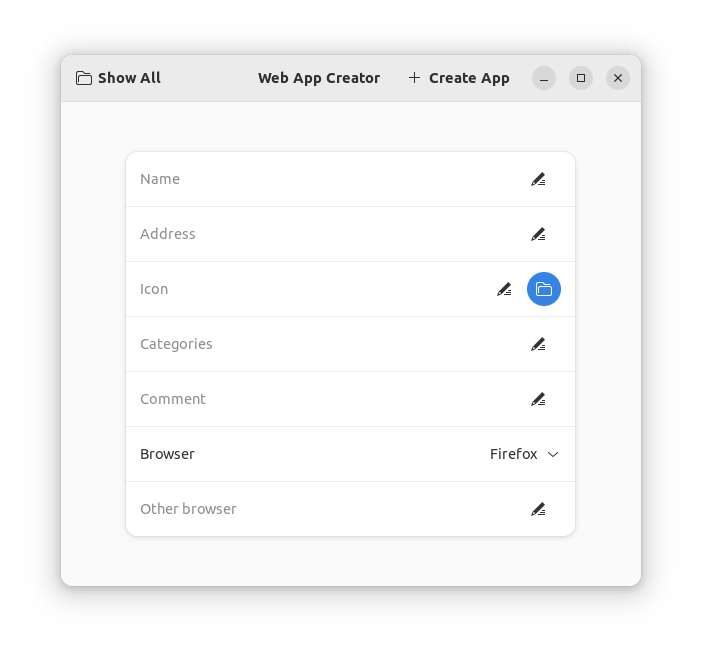 Show All
Web App Creator
Create App
Name
Address
Icon
Categories
Comment
Browser Firefox
Other browser